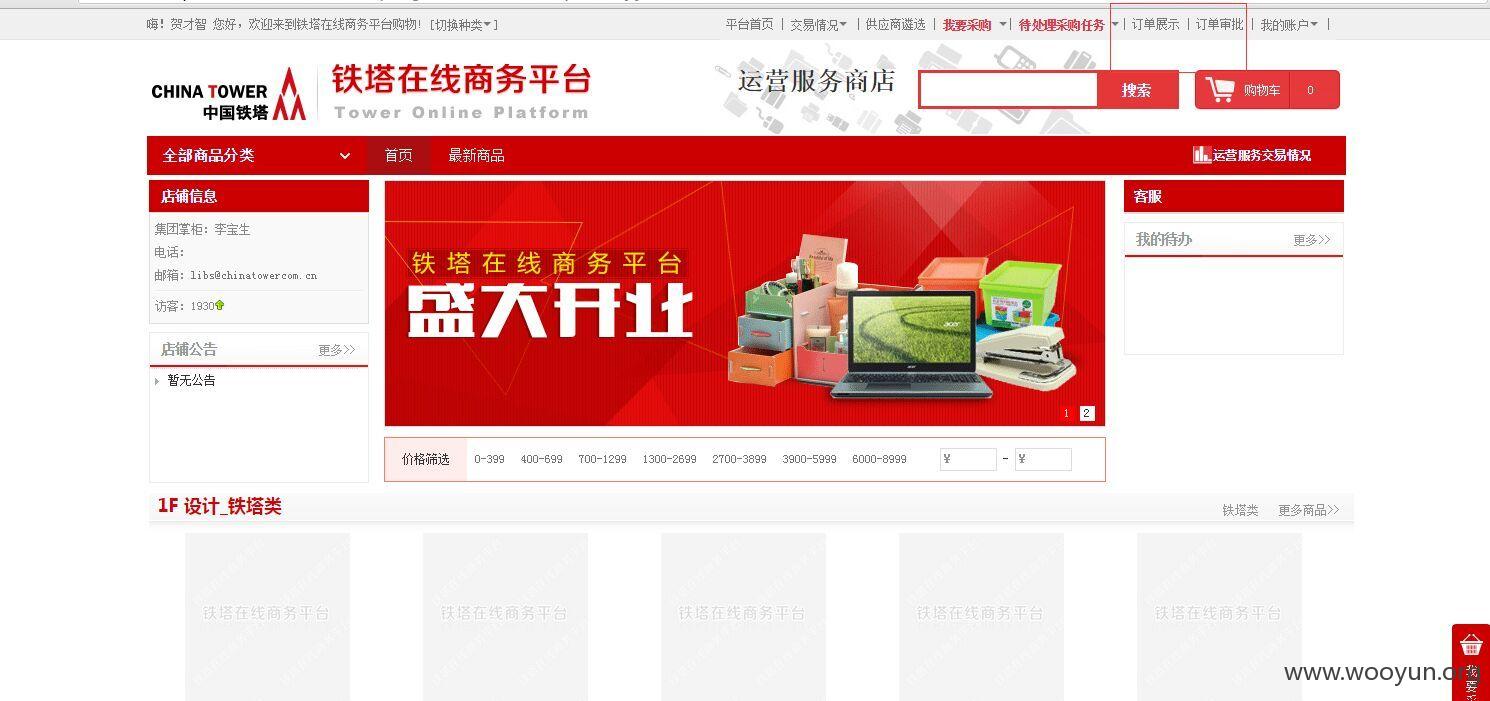 嗨！贺才智 您好，欢迎来到铁塔在线商务平台购物！[切换种类]
平台首页 | 交易情况 | 供应商遴选 | 我要采购 | 待处理采购任务 | 订单展示 | 订单审批 | 我的账户 |
CHINA TOWER
中国铁塔
铁塔在线商务平台
Tower Online Platform
运营服务商店
搜索
购物车 0
全部商品分类 首页 最新商品 运营服务交易情况
店铺信息
集团掌柜：李宝生
电话：
邮箱：libs@chinatowercom.cn
访客：1930
店铺公告 更多>>
暂无公告
铁塔在线商务平台
盛大开业
acer
1 2
客服
我的待办 更多>>
价格筛选 0-399 400-699 700-1299 1300-2699 2700-3899 3900-5999 6000-8999 ¥ - ¥
1F 设计_铁塔类 铁塔类 更多商品>>
铁塔在线商务平台 铁塔在线商务平台 铁塔在线商务平台 铁塔在线商务平台 铁塔在线商务平台
我要
www.wooyun.org